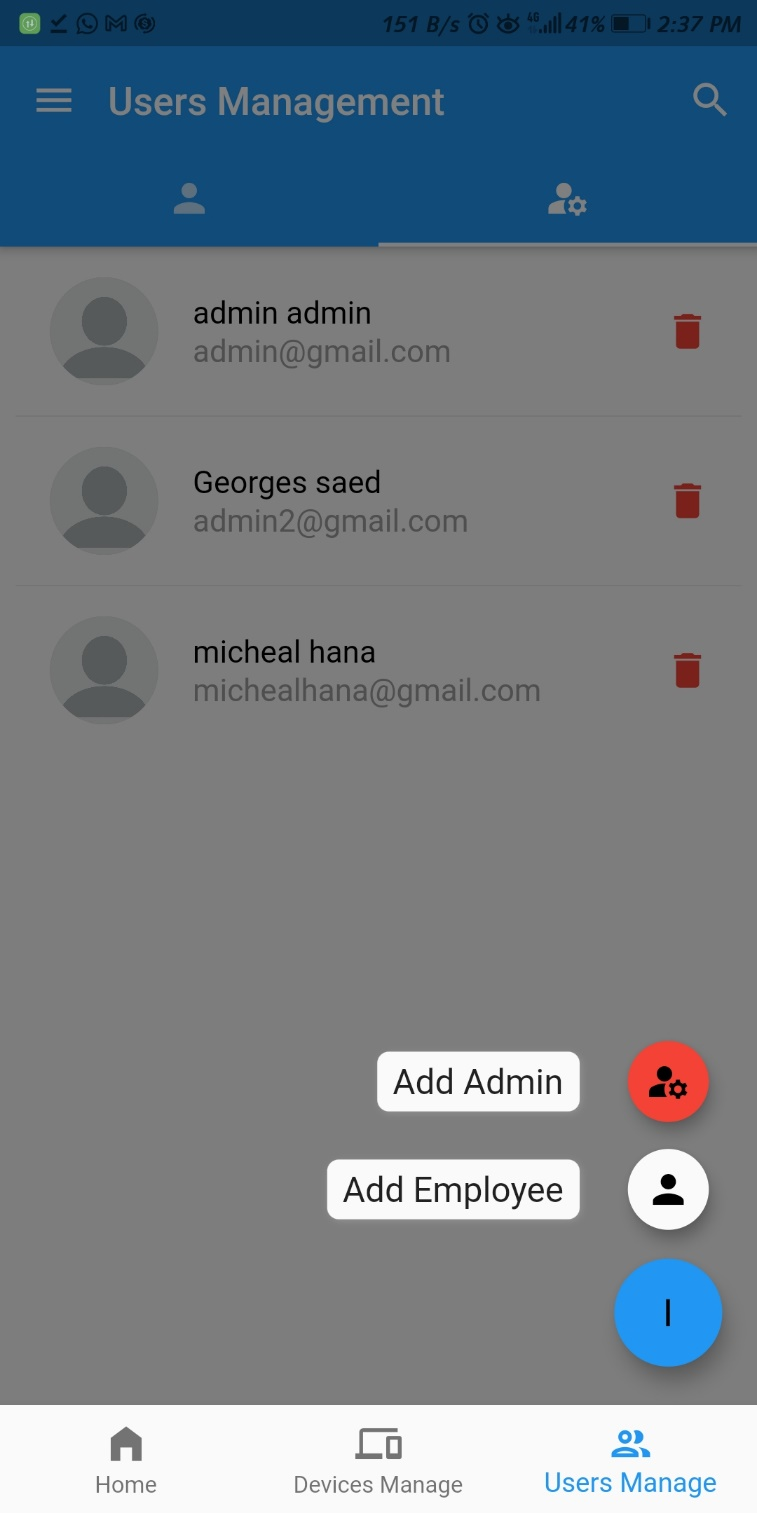 151 B/s 4G 41% 2:37 PM
Users Management
admin admin
admin@gmail.com
Georges saed
admin2@gmail.com
micheal hana
michealhana@gmail.com
Add Admin
Add Employee
Home
Devices Manage
Users Manage